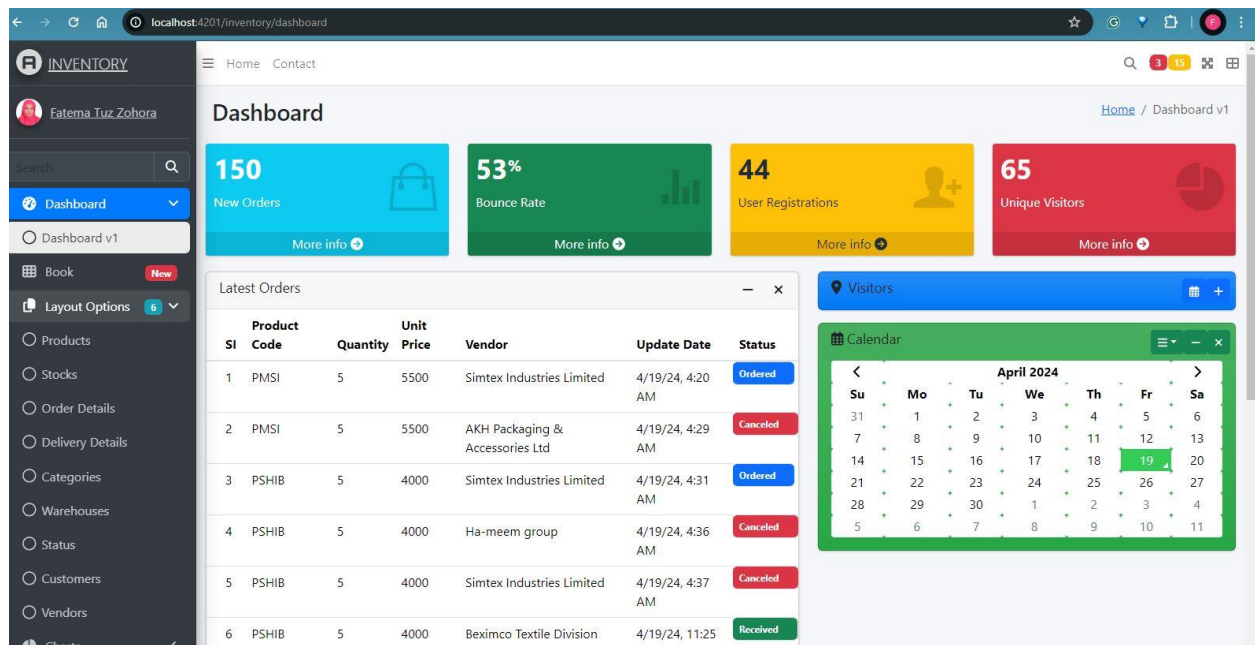 localhost:4201/inventory/dashboard
INVENTORY
Home Contact
3 15
Fatema Tuz Zohora
Dashboard
Home / Dashboard v1
Search
Dashboard
Dashboard v1
Book New
Layout Options 6
Products
Stocks
Order Details
Delivery Details
Categories
Warehouses
Status
Customers
Vendors
Charts
150
New Orders
More info
53%
Bounce Rate
More info
44
User Registrations
More info
65
Unique Visitors
More info
Latest Orders
SI Product Code Quantity Unit Price Vendor Update Date Status
1 PMSI 5 5500 Simtex Industries Limited 4/19/24, 4:20 AM Ordered
2 PMSI 5 5500 AKH Packaging & Accessories Ltd 4/19/24, 4:29 AM Canceled
3 PSHIB 5 4000 Simtex Industries Limited 4/19/24, 4:31 AM Ordered
4 PSHIB 5 4000 Ha-meem group 4/19/24, 4:36 AM Canceled
5 PSHIB 5 4000 Simtex Industries Limited 4/19/24, 4:37 AM Canceled
6 PSHIB 5 4000 Beximco Textile Division 4/19/24, 11:25 Received
Visitors
Calendar
April 2024
Su Mo Tu We Th Fr Sa
31 1 2 3 4 5 6
7 8 9 10 11 12 13
14 15 16 17 18 19 20
21 22 23 24 25 26 27
28 29 30 1 2 3 4
5 6 7 8 9 10 11